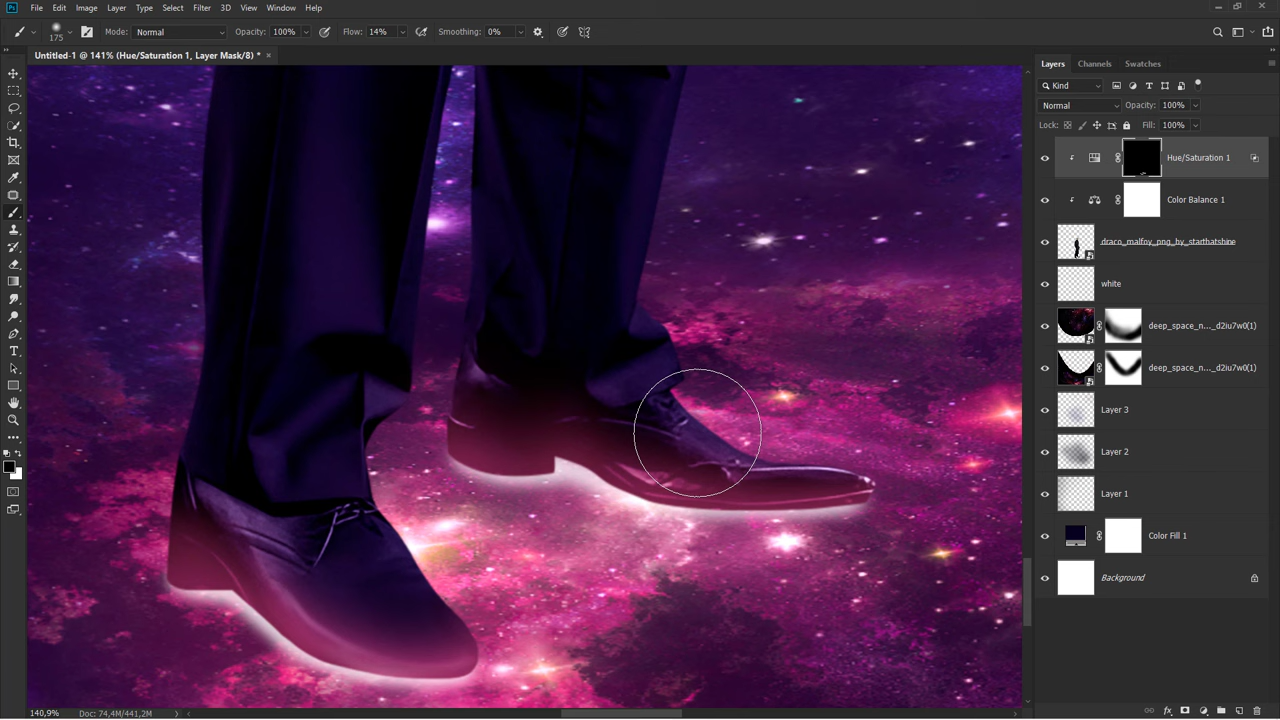 Ps File Edit Image Layer Type Select Filter 3D View Window Help
175 Mode: Normal Opacity: 100% Flow: 14% Smoothing: 0%
Untitled-1 @ 141% (Hue/Saturation 1, Layer Mask/8) *
Layers Channels Swatches
Kind
Normal Opacity: 100%
Lock: Fill: 100%
Hue/Saturation 1
Color Balance 1
draco_malfoy_png_by_starthatshine
white
deep_space_n..._d2iu7w0(1)
deep_space_n..._d2iu7w0(1)
Layer 3
Layer 2
Layer 1
Color Fill 1
Background
140,9% Doc: 74,4M/441,2M
fx